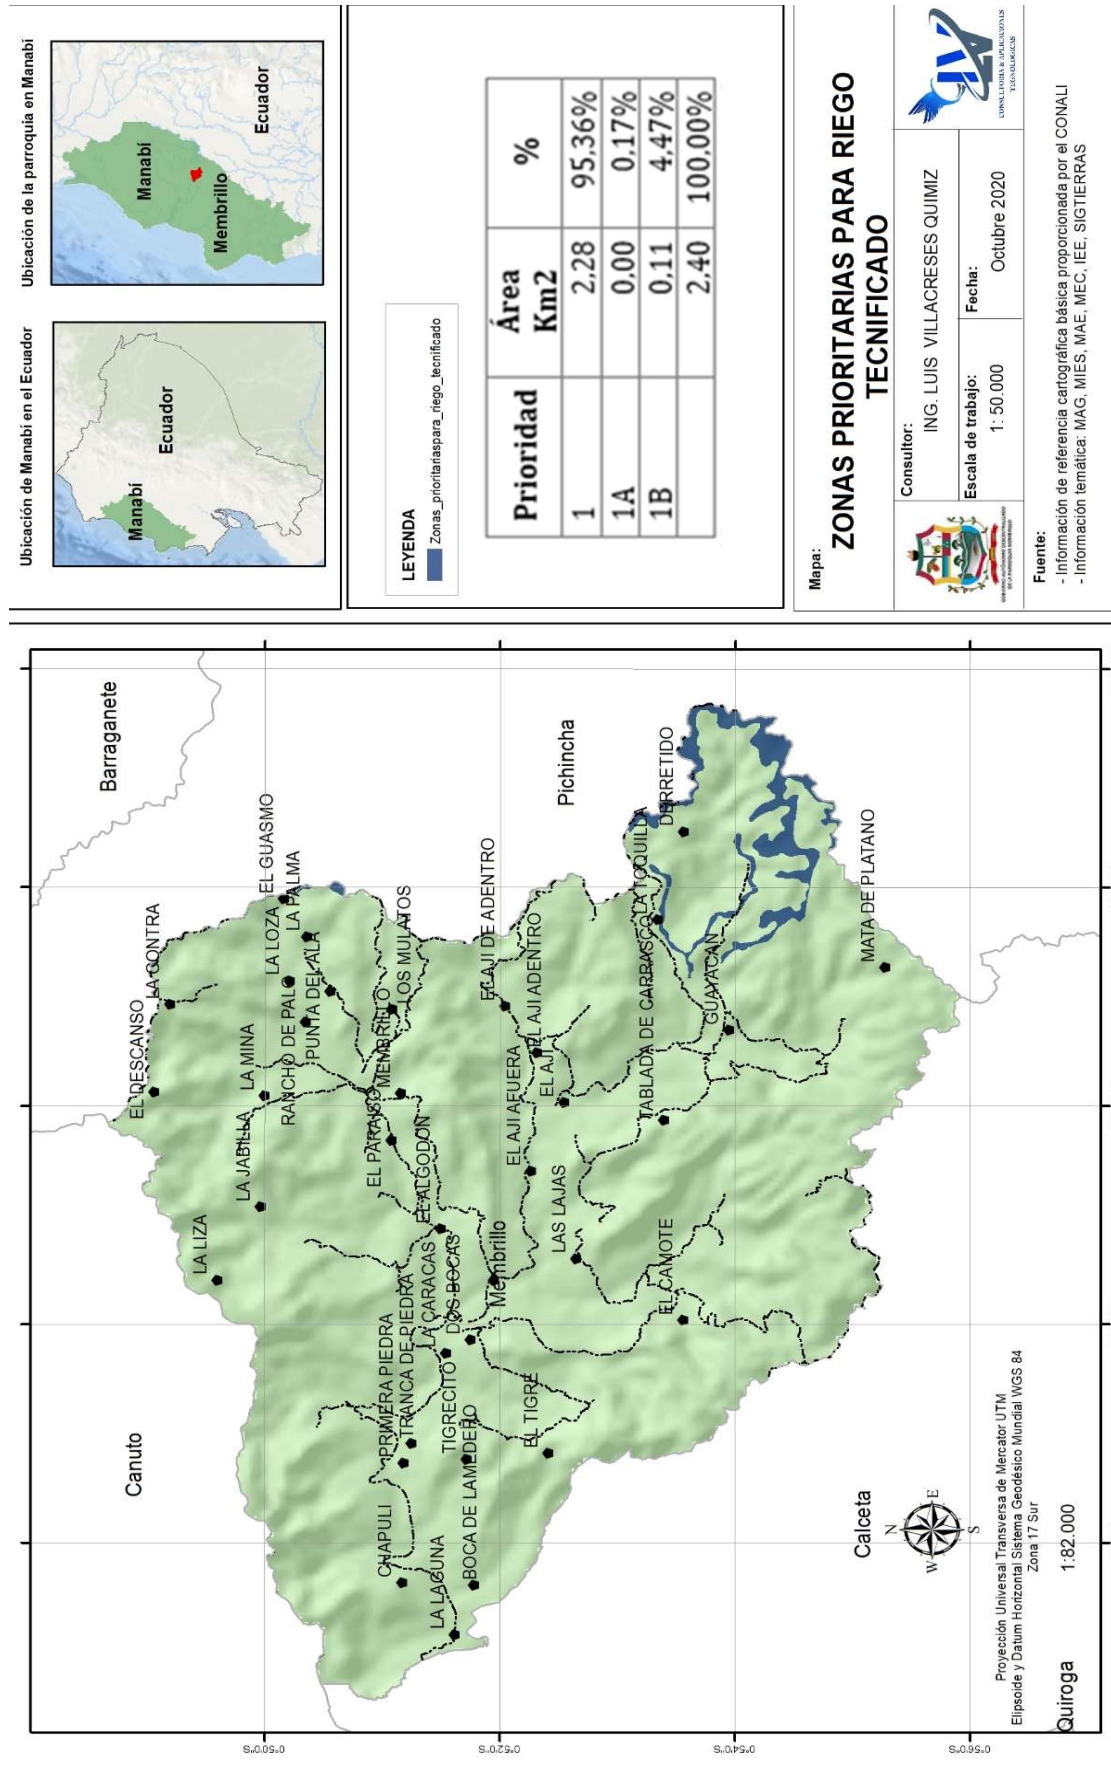 Barraganete
Canuto
Pichincha
EL DESCANSO
LA CONTRA
EL GUASMO
LA PALMA
LA LOZA
LA MINA
RANCHO DE PALO
PUNTA DEL ALA
LA JABILLA
LA LIZA
LOS MULATOS
MEMBRILLO
EL PARAISO
EL ALGODON
EL AJI DE ADENTRO
EL AJI ADENTRO
EL AJI
EL AJI AFUERA
PRIMERA PIEDRA
TRANCA DE PIEDRA
LA CARACAS
DOS BOCAS
Membrillo
LAS LAJAS
CHAPULI
TIGRECITO
BOCA DE LAMEDERO
LA LAGUNA
EL TIGRE
EL CAMOTE
TABLADA DE CARRASCO
LA TOQUILLA
DERRETIDO
GUAYACAN
MATA DE PLATANO
Calceta
Quiroga
N
W
E
S
Proyección Universal Transversa de Mercator UTM
Elipsoide y Datum Horizontal Sistema Geodésico Mundial WGS 84
Zona 17 Sur
1:82.000
0°50'0"S
0°52'0"S
0°54'0"S
0°56'0"S
Ubicación de Manabí en el Ecuador
Manabí
Ecuador
Ubicación de la parroquia en Manabí
Manabí
Membrillo
Ecuador
LEYENDA
Zonas_prioritariaspara_riego_tecnificado
Prioridad Área Km2 %
1 2,28 95,36%
1A 0,00 0,17%
1B 0,11 4,47%
2,40 100,00%
Mapa:
ZONAS PRIORITARIAS PARA RIEGO
TECNIFICADO
Consultor:
ING. LUIS VILLACRESES QUIMIZ
Escala de trabajo:
1: 50.000
Fecha:
Octubre 2020
CONSULTORIA & APLICACIONES
TECNOLOGICAS
GOBIERNO AUTÓNOMO DESCENTRALIZADO
DE LA PARROQUIA MEMBRILLO
Fuente:
- Información de referencia cartográfica básica proporcionada por el CONALI
- Información temática: MAG, MIES, MAE, MEC, IEE, SIGTIERRAS